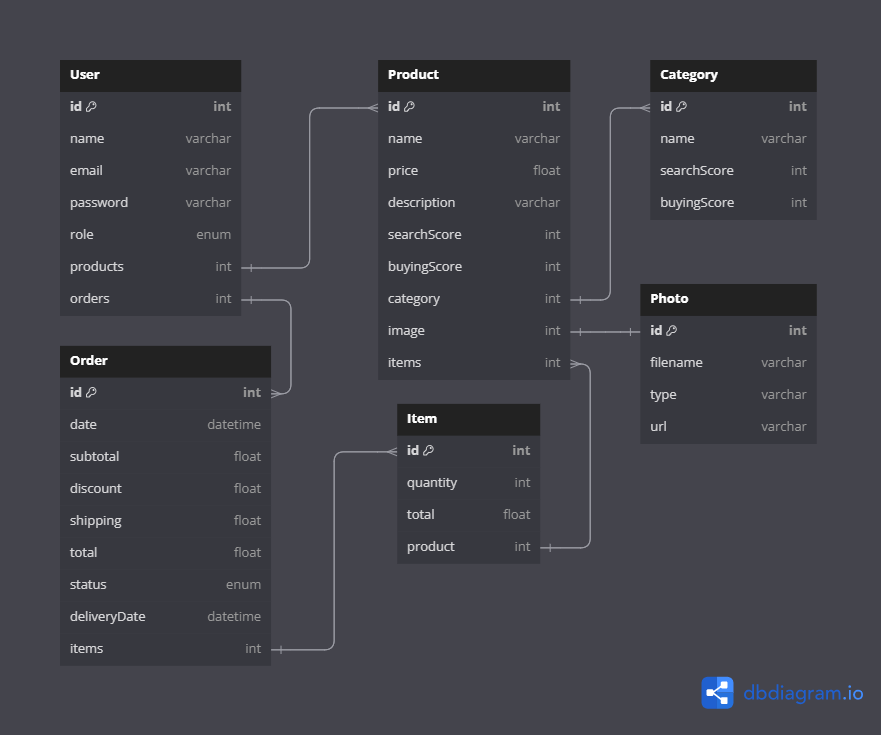 User
id int
name varchar
email varchar
password varchar
role enum
products int
orders int
Order
id int
date datetime
subtotal float
discount float
shipping float
total float
status enum
deliveryDate datetime
items int
Product
id int
name varchar
price float
description varchar
searchScore int
buyingScore int
category int
image int
items int
Item
id int
quantity int
total float
product int
Category
id int
name varchar
searchScore int
buyingScore int
Photo
id int
filename varchar
type varchar
url varchar
dbdiagram.io